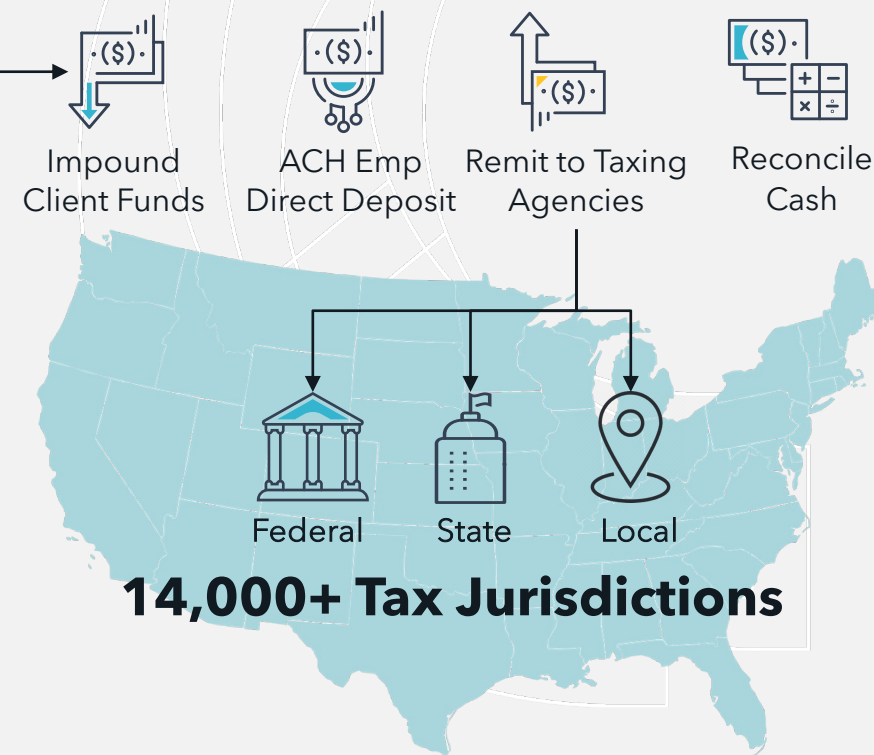 ($)
($)
($)
($)
+ −
× ÷
Impound
Client Funds
ACH Emp
Direct Deposit
Remit to Taxing
Agencies
Reconcile
Cash
Federal
State
Local
14,000+ Tax Jurisdictions